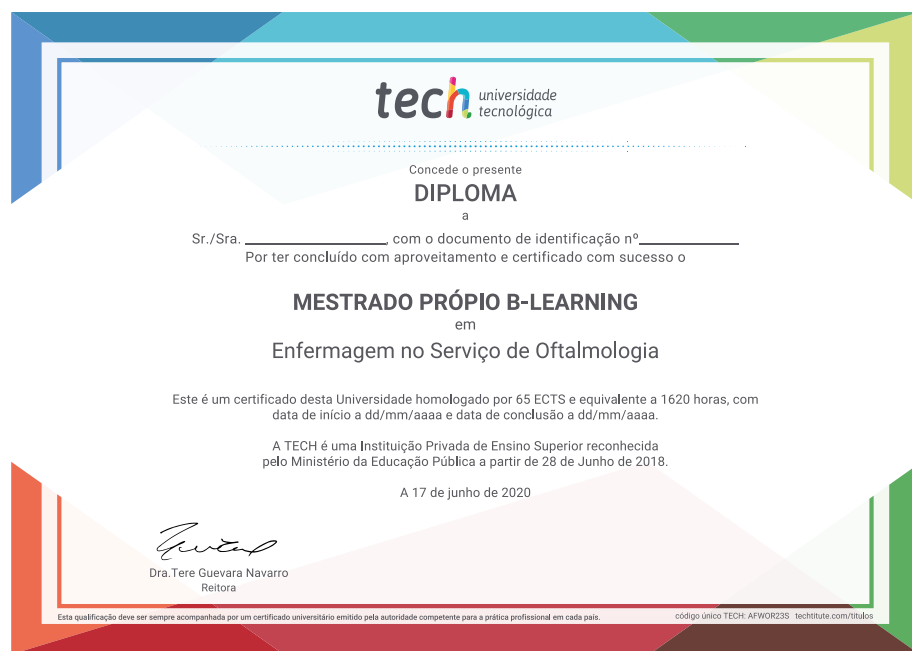 tech universidade
tecnológica
Concede o presente
DIPLOMA
a
Sr./Sra. ________________, com o documento de identificação nº___________
Por ter concluído com aproveitamento e certificado com sucesso o
MESTRADO PRÓPIO B-LEARNING
em
Enfermagem no Serviço de Oftalmologia
Este é um certificado desta Universidade homologado por 65 ECTS e equivalente a 1620 horas, com
data de início a dd/mm/aaaa e data de conclusão a dd/mm/aaaa.
A TECH é uma Instituição Privada de Ensino Superior reconhecida
pelo Ministério da Educação Pública a partir de 28 de Junho de 2018.
A 17 de junho de 2020
Dra.Tere Guevara Navarro
Reitora
Esta qualificação deve ser sempre acompanhada por um certificado universitário emitido pela autoridade competente para a prática profissional em cada país.
código único TECH: AFWOR23S techtitute.com/títulos